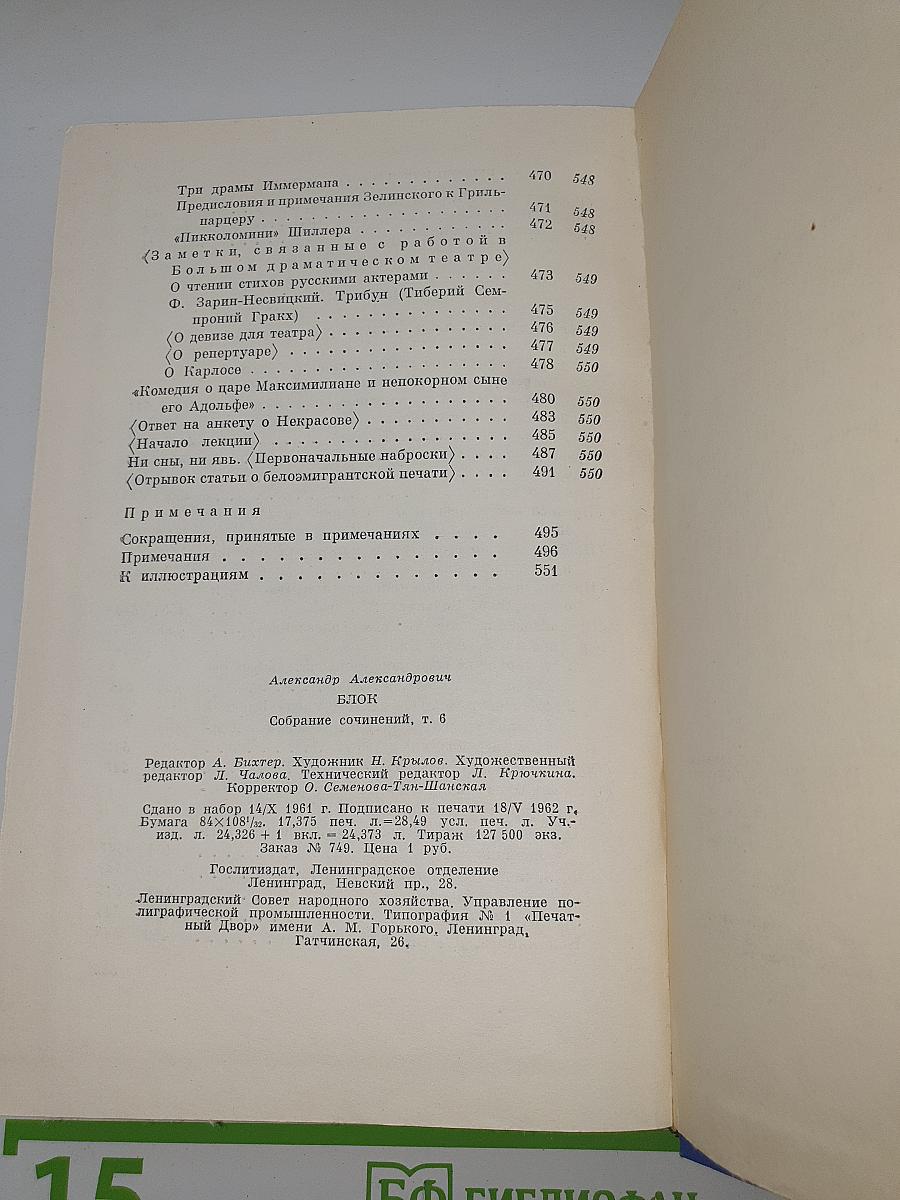 Три драмы Иммермана . . . . . . . . . . . . 470 548
Предисловия и примечания Зелинского к Гриль-
парцеру . . . . . . . . . . . . . . . . . . 471 548
«Пикколомини» Шиллера . . . . . . . . . . . 472 548
〈Заметки, связанные с работой в
Большом драматическом театре〉
О чтении стихов русскими актерами . . . . . . 473 549
Ф. Зарин-Несвицкий. Трибун (Тиберий Сем-
проний Гракх) . . . . . . . . . . . . . . . 475 549
〈О девизе для театра〉 . . . . . . . . . . . . . 476 549
〈О репертуаре〉 . . . . . . . . . . . . . . . . 477 549
О Карлосе . . . . . . . . . . . . . . . . . . 478 550
«Комедия о царе Максимилиане и непокорном сыне
его Адольфе» . . . . . . . . . . . . . . . . . 480 550
〈Ответ на анкету о Некрасове〉 . . . . . . . . . . 483 550
〈Начало лекции〉 . . . . . . . . . . . . . . . . 485 550
Ни сны, ни явь. 〈Первоначальные наброски〉 . . . . 487 550
〈Отрывок статьи о белоэмигрантской печати〉 . . . . 491 550
Примечания
Сокращения, принятые в примечаниях . . . . 495
Примечания . . . . . . . . . . . . . . 496
К иллюстрациям . . . . . . . . . . . . . 551
Александр Александрович
БЛОК
Собрание сочинений, т. 6
Редактор А. Бихтер. Художник Н. Крылов. Художественный
редактор Л. Чалова. Технический редактор Л. Крючкина.
Корректор О. Семенова-Тян-Шанская
Сдано в набор 14/X 1961 г. Подписано к печати 18/V 1962 г.
Бумага 84×108¹/₃₂. 17,375 печ. л.=28,49 усл. печ. л. Уч.-
изд. л. 24,326 + 1 вкл. = 24,373 л. Тираж 127 500 экз.
Заказ № 749. Цена 1 руб.
Гослитиздат, Ленинградское отделение
Ленинград, Невский пр., 28.
Ленинградский Совет народного хозяйства. Управление по-
лиграфической промышленности. Типография № 1 «Печат-
ный Двор» имени А. М. Горького. Ленинград,
Гатчинская, 26.
15 БФ БИБЛИОФАН